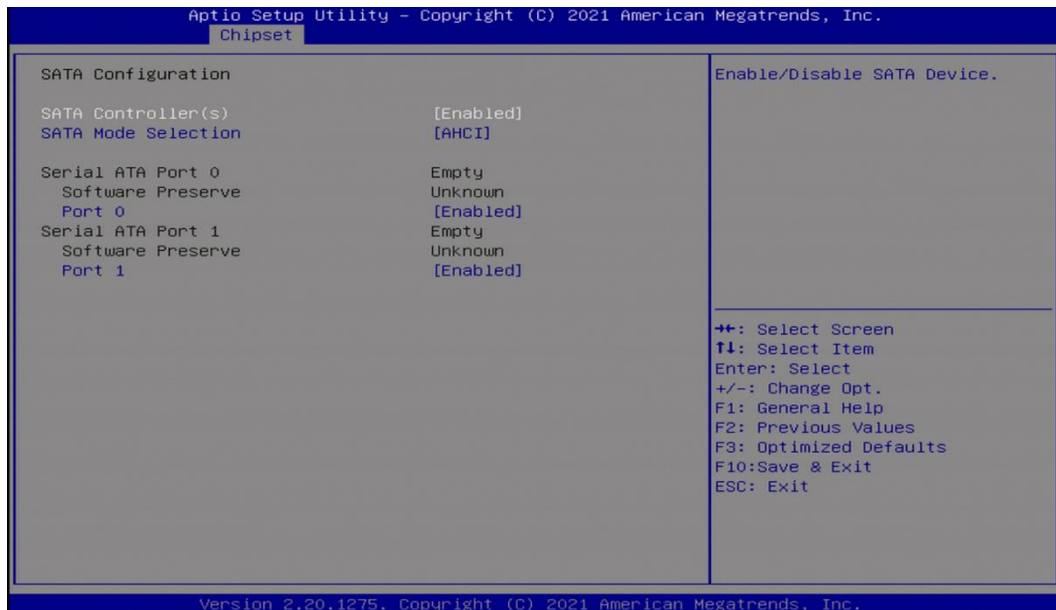 Aptio Setup Utility – Copyright (C) 2021 American Megatrends, Inc.
Chipset
SATA Configuration
SATA Controller(s) [Enabled]
SATA Mode Selection [AHCI]
Serial ATA Port 0 Empty
Software Preserve Unknown
Port 0 [Enabled]
Serial ATA Port 1 Empty
Software Preserve Unknown
Port 1 [Enabled]
Enable/Disable SATA Device.
→←: Select Screen
↑↓: Select Item
Enter: Select
+/-: Change Opt.
F1: General Help
F2: Previous Values
F3: Optimized Defaults
F10:Save & Exit
ESC: Exit
Version 2.20.1275. Copyright (C) 2021 American Megatrends, Inc.